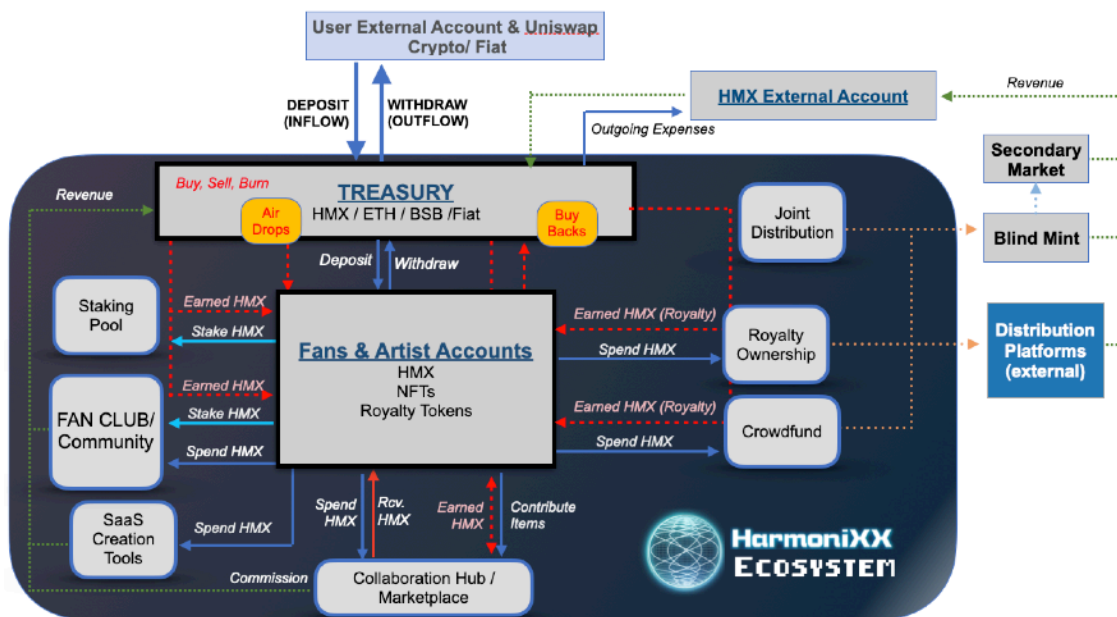 User External Account & Uniswap
Crypto/ Fiat
DEPOSIT
(INFLOW)
WITHDRAW
(OUTFLOW)
HMX External Account
Revenue
Outgoing Expenses
Secondary
Market
Blind Mint
Distribution
Platforms
(external)
Revenue
Buy, Sell, Burn
TREASURY
HMX / ETH / BSB /Fiat
Air
Drops
Buy
Backs
Joint
Distribution
Deposit
Withdraw
Staking
Pool
Earned HMX
Stake HMX
Fans & Artist Accounts
HMX
NFTs
Royalty Tokens
Earned HMX (Royalty)
Spend HMX
Royalty
Ownership
FAN CLUB/
Community
Earned HMX
Stake HMX
Spend HMX
Earned HMX (Royalty)
Spend HMX
Crowdfund
SaaS
Creation
Tools
Spend HMX
Spend
HMX
Rcv.
HMX
Earned
HMX
Contribute
Items
Commission
Collaboration Hub /
Marketplace
HarmoniXX
ECOSYSTEM